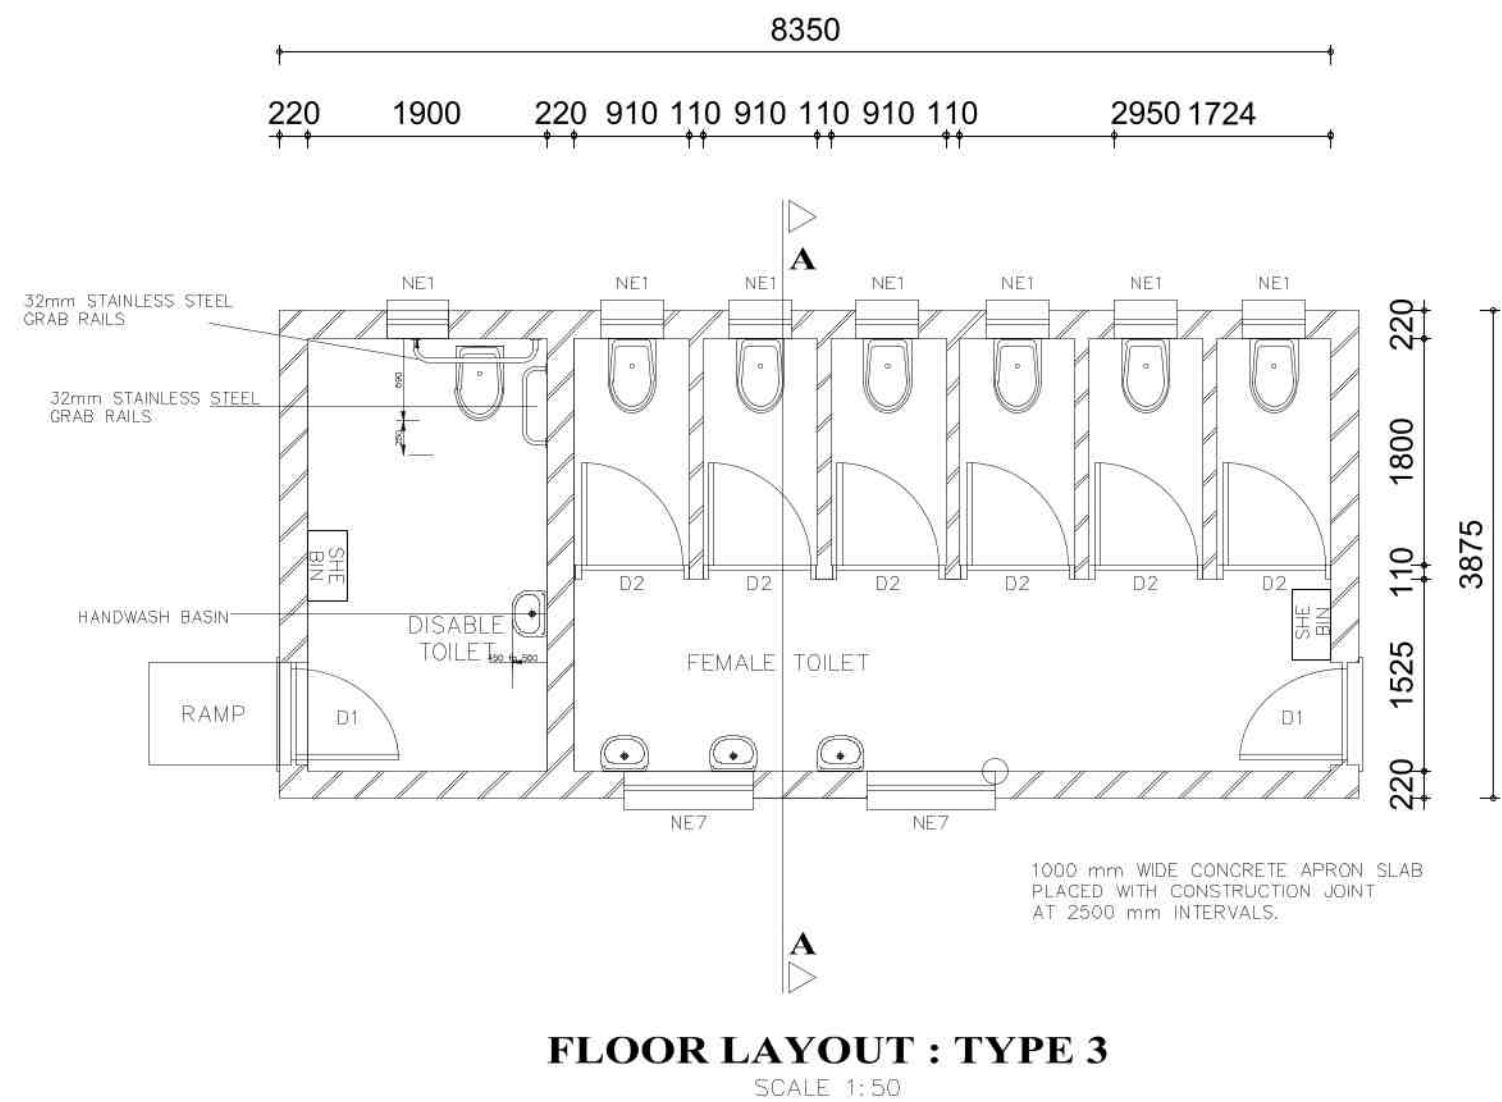 8350
220 1900 220 910 110 910 110 910 110 2950 1724
A
NE1 NE1 NE1 NE1 NE1 NE1 NE1
32mm STAINLESS STEEL
GRAB RAILS
220
32mm STAINLESS STEEL
GRAB RAILS
1800
3875
D2 D2 D2 D2 D2 D2
110
SHE
BIN
SHE
BIN
HANDWASH BASIN
DISABLE
TOILET
FEMALE TOILET
1525
RAMP
D1
D1
220
NE7 NE7
1000 mm WIDE CONCRETE APRON SLAB
PLACED WITH CONSTRUCTION JOINT
AT 2500 mm INTERVALS.
A
FLOOR LAYOUT : TYPE 3
SCALE 1:50